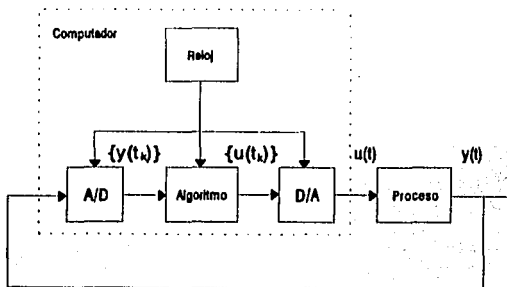 Computador
Reloj
{y(tₖ)} {u(tₖ)} u(t) y(t)
A/D Algoritmo D/A Proceso